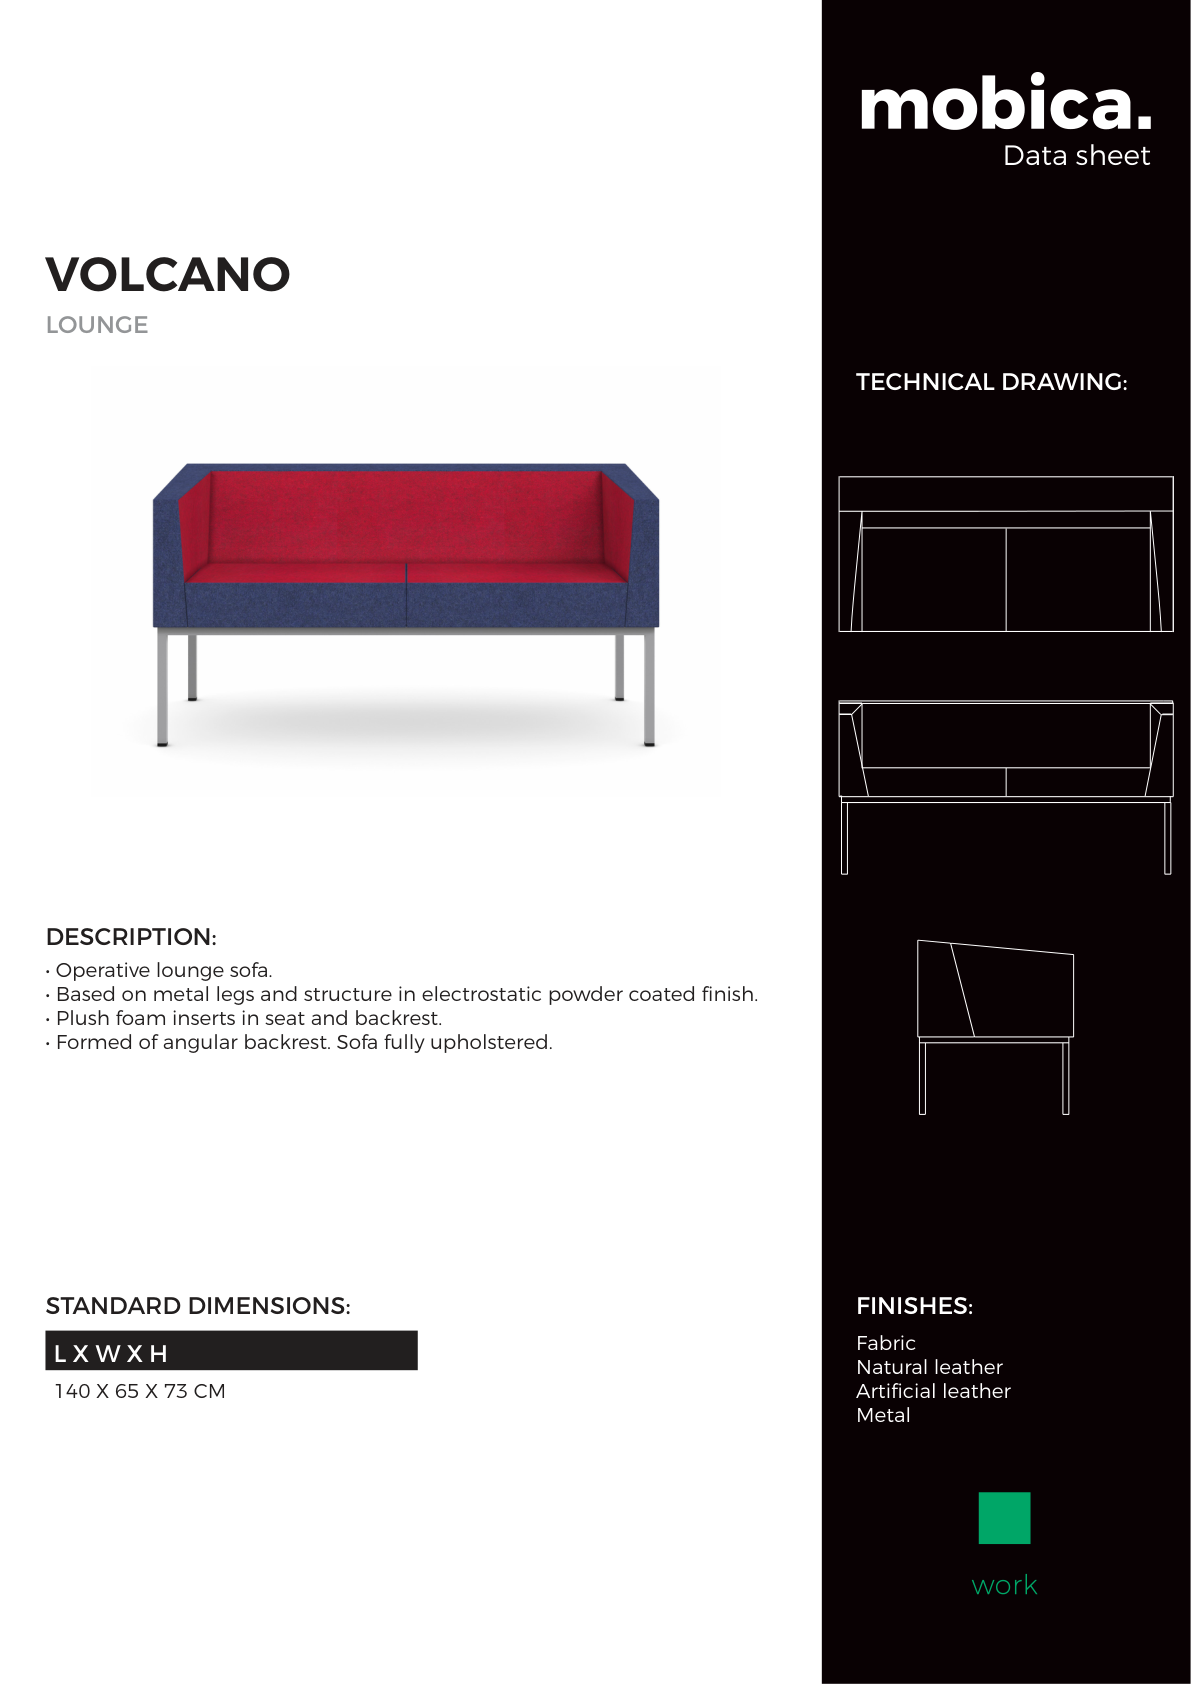 mobica.
Data sheet
VOLCANO
LOUNGE
TECHNICAL DRAWING:
DESCRIPTION:
• Operative lounge sofa.
• Based on metal legs and structure in electrostatic powder coated finish.
• Plush foam inserts in seat and backrest.
• Formed of angular backrest. Sofa fully upholstered.
STANDARD DIMENSIONS:
L X W X H
140 X 65 X 73 CM
FINISHES:
Fabric
Natural leather
Artificial leather
Metal
work